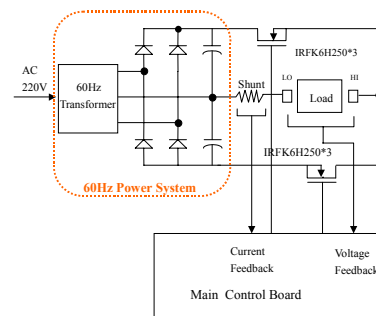 IRFK6H250*3
AC
220V
60Hz
Transformer
Shunt
LO
HI
Load
IRFK6H250*3
60Hz Power System
Current
Feedback
Voltage
Feedback
Main Control Board